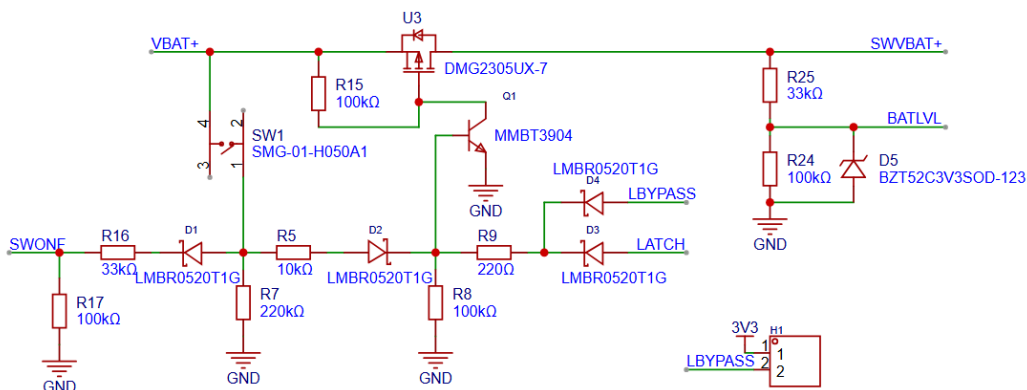 U3
VBAT+
SWVBAT+
DMG2305UX-7
R15
100kΩ
Q1
MMBT3904
R25
33kΩ
BATLVL
4
2
SW1
SMG-01-H050A1
3
1
R24
100kΩ
D5
BZT52C3V3SOD-123
LMBR0520T1G
D4
LBYPASS
GND
GND
SWONF
R16
33kΩ
D1
LMBR0520T1G
R5
10kΩ
D2
LMBR0520T1G
R9
220Ω
D3
LATCH
LMBR0520T1G
R17
100kΩ
R7
220kΩ
R8
100kΩ
GND
GND
GND
3V3
H1
1
1
LBYPASS
2
2